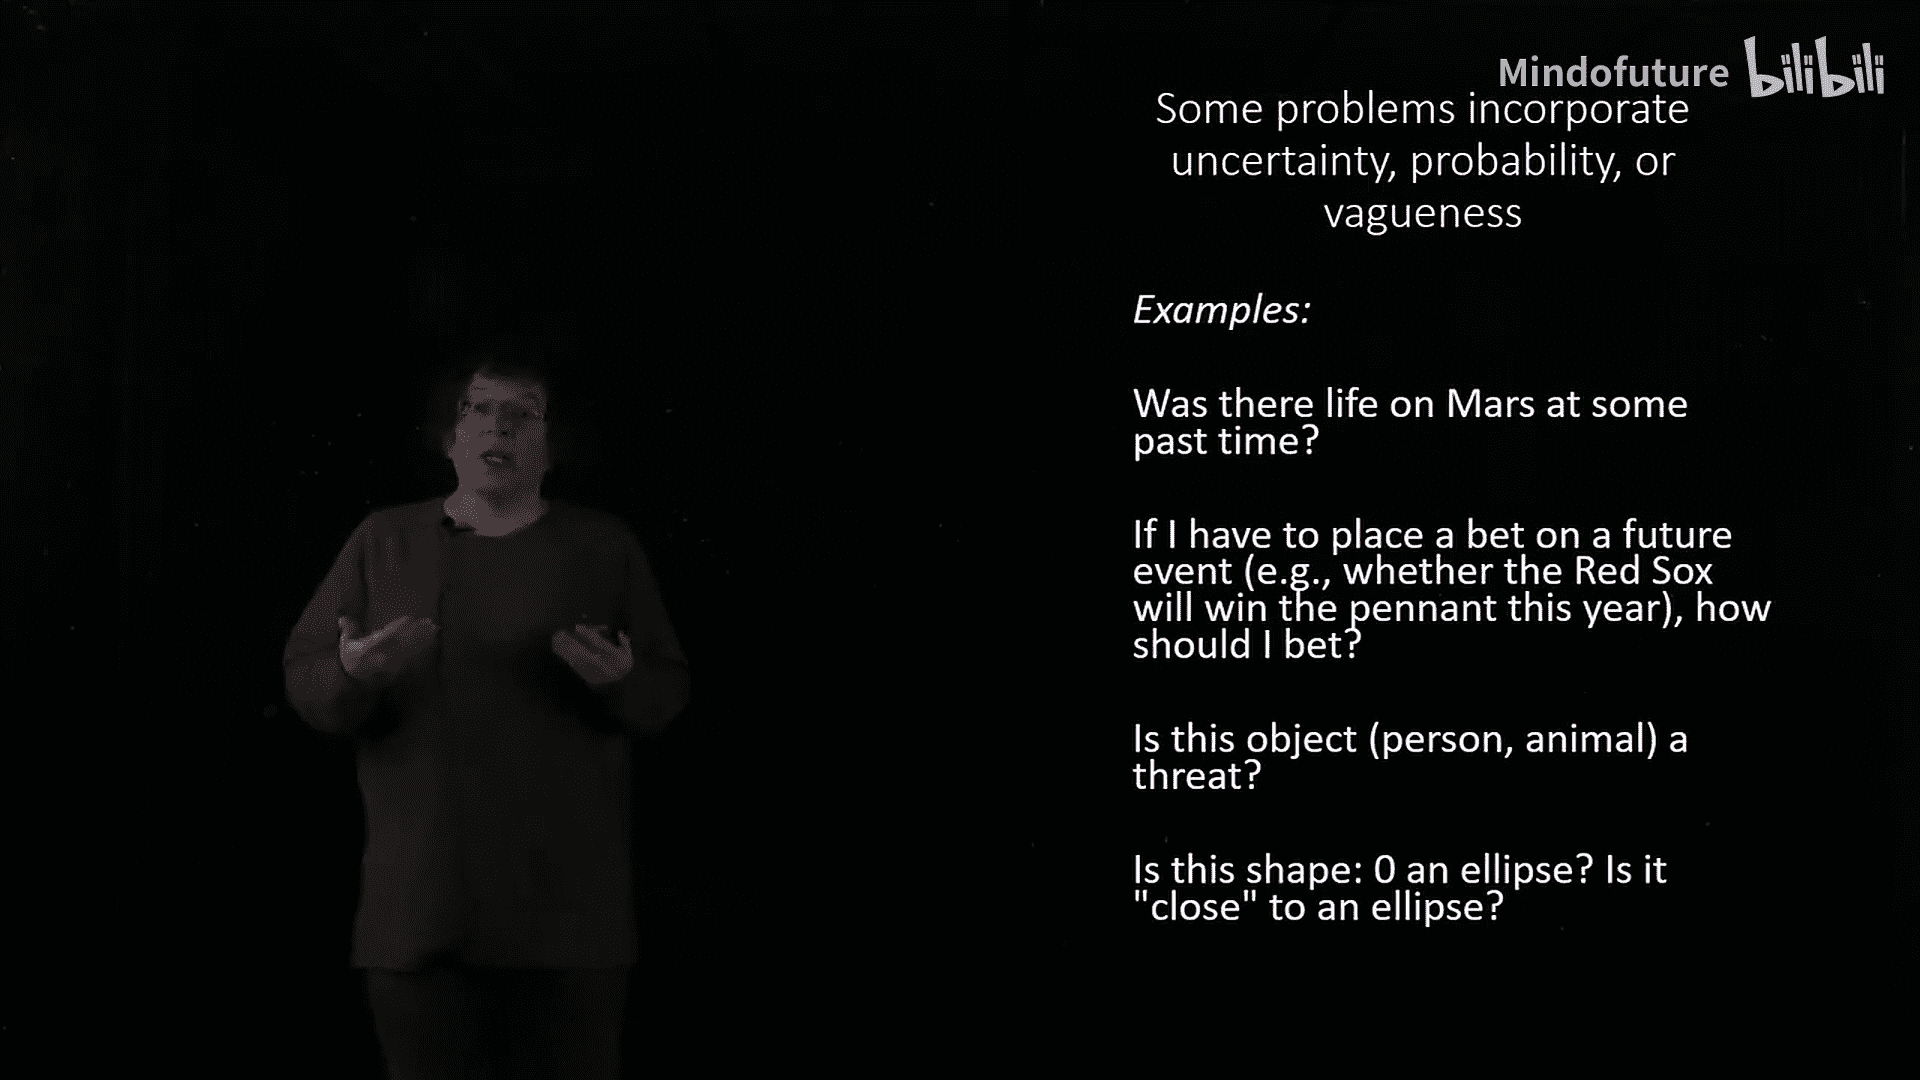 Mindofuture bilibili
Some problems incorporate
uncertainty, probability, or
vagueness
Examples:
Was there life on Mars at some
past time?
If I have to place a bet on a future
event (e.g., whether the Red Sox
will win the pennant this year), how
should I bet?
Is this object (person, animal) a
threat?
Is this shape: 0 an ellipse? Is it
"close" to an ellipse?